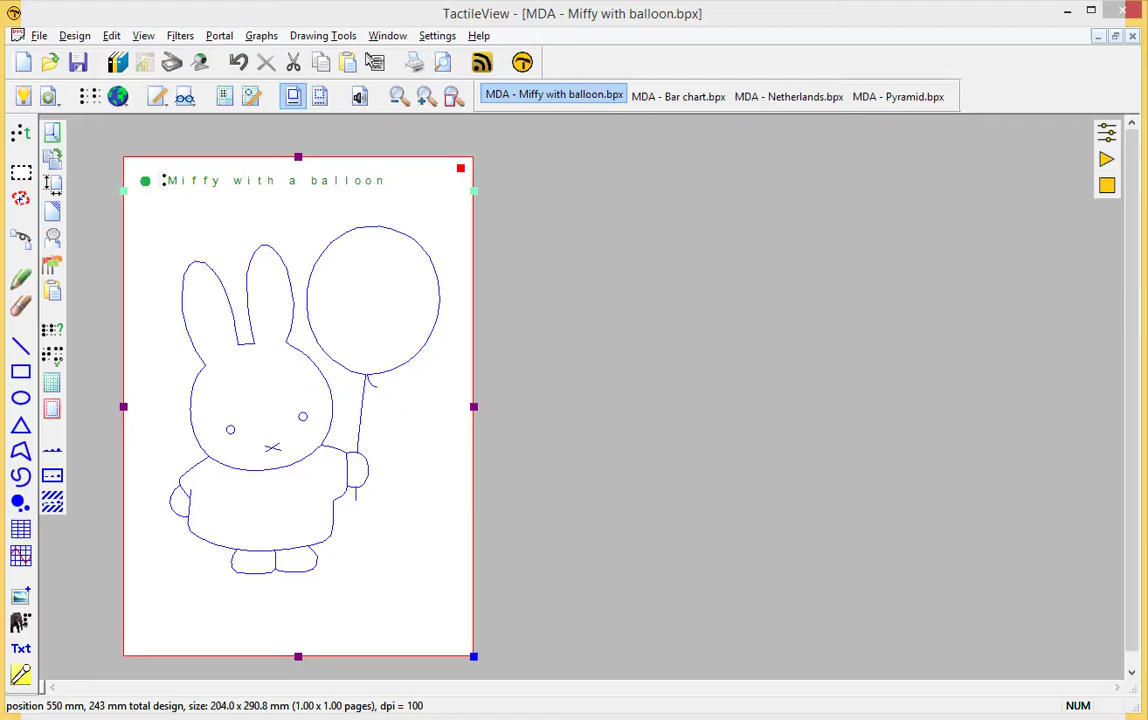 TactileView - [MDA - Miffy with balloon.bpx]
File Design Edit View Filters Portal Graphs Drawing Tools Window Settings Help
MDA - Miffy with balloon.bpx MDA - Bar chart.bpx MDA - Netherlands.bpx MDA - Pyramid.bpx
t
Miffy with a balloon
Txt
position 550 mm, 243 mm total design, size: 204.0 x 290.8 mm (1.00 x 1.00 pages), dpi = 100
NUM